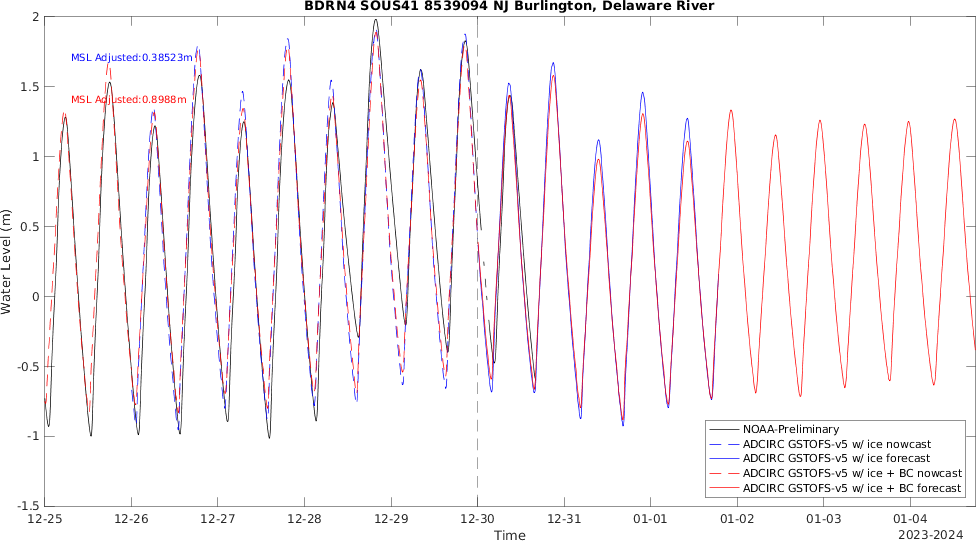 BDRN4 SOUS41 8539094 NJ Burlington, Delaware River
2
1.5
1
0.5
0
-0.5
-1
-1.5
Water Level (m)
MSL Adjusted:0.38523m
MSL Adjusted:0.8988m
NOAA-Preliminary
ADCIRC GSTOFS-v5 w/ ice nowcast
ADCIRC GSTOFS-v5 w/ ice forecast
ADCIRC GSTOFS-v5 w/ ice + BC nowcast
ADCIRC GSTOFS-v5 w/ ice + BC forecast
12-25 12-26 12-27 12-28 12-29 12-30 12-31 01-01 01-02 01-03 01-04
Time
2023-2024